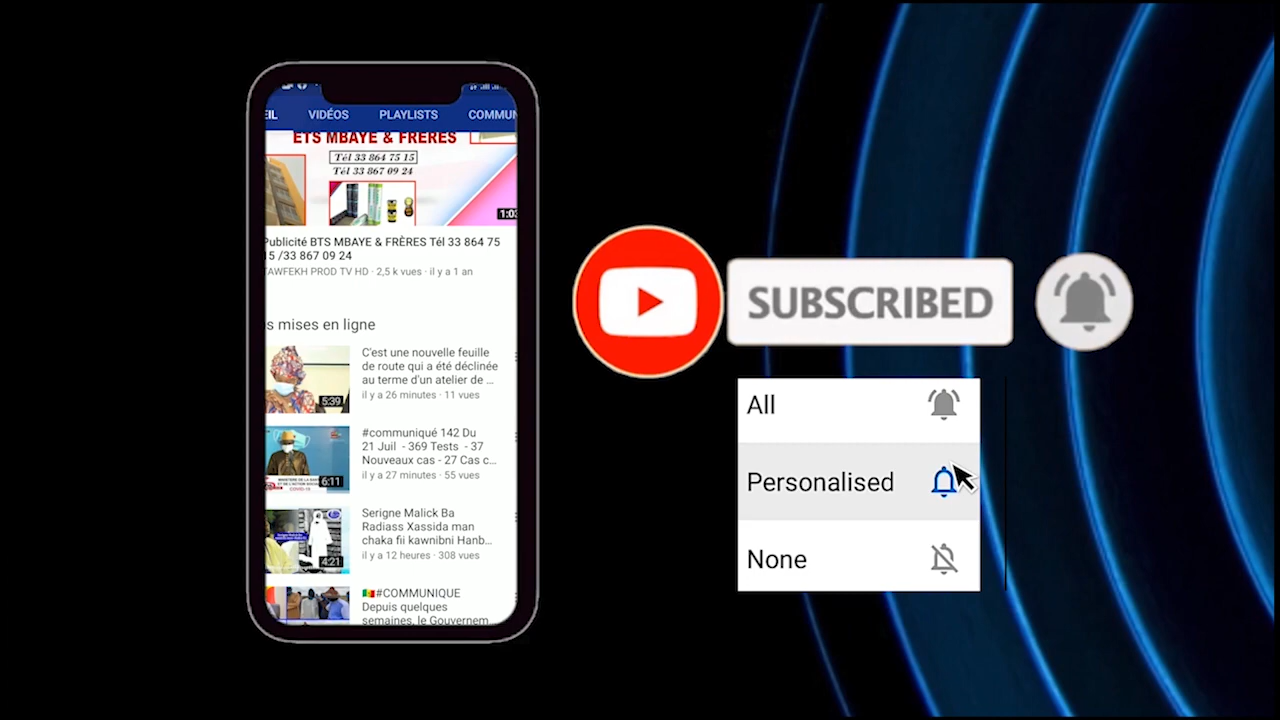 EIL VIDÉOS PLAYLISTS COMMUN
ETS MBAYE & FRERES
Tél 33 864 75 15
Tél 33 867 09 24
1:03
Publicité BTS MBAYE & FRÈRES Tél 33 864 75
15 /33 867 09 24
TAWFEKH PROD TV HD · 2,5 k vues · il y a 1 an
s mises en ligne
C'est une nouvelle feuille
de route qui a été déclinée
au terme d'un atelier de ...
il y a 26 minutes · 11 vues
5:39
#communiqué 142 Du
21 Juil - 369 Tests - 37
Nouveaux cas - 27 Cas c...
il y a 27 minutes · 55 vues
6:11
Serigne Malick Ba
Radiass Xassida man
chaka fii kawnibni Hanb...
il y a 12 heures · 308 vues
4:21
#COMMUNIQUE
Depuis quelques
semaines, le Gouvernem
SUBSCRIBED
All
Personalised
None